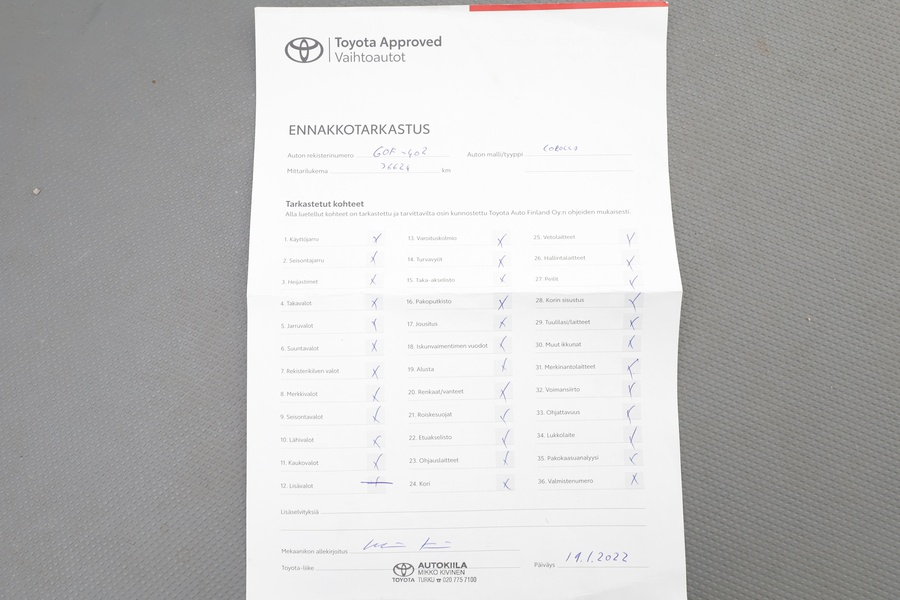 Toyota Approved
Vaihtoautot
ENNAKKOTARKASTUS
Auton rekisterinumero GOF-402
Auton malli/tyyppi Corolla
Mittarilukema km
Tarkastetut kohteet
Alla luetellut kohteet on tarkastettu ja tarvittavilta osin kunnostettu Toyota Auto Finland Oy:n ohjeiden mukaisesti.
1. Käyttöjarru X
2. Seisontajarru X
3. Heijastimet X
4. Takavalot X
5. Jarruvalot X
6. Suuntavalot X
7. Rekisterikilven valot X
8. Merkkivalot X
9. Seisontavalot X
10. Lähivalot X
11. Kaukovalot X
12. Lisävalot
13. Varoituskolmio X
14. Turvavyöt X
15. Taka-akselisto X
16. Pakoputkisto X
17. Jousitus X
18. Iskunvaimentimen vuodot X
19. Alusta X
20. Renkaat/vanteet X
21. Roiskesuojat X
22. Etuakselisto X
23. Ohjauslaitteet X
24. Kori X
25. Vetolaitteet X
26. Hallintalaitteet X
27. Peilit X
28. Korin sisustus X
29. Tuulilasi/laitteet X
30. Muut ikkunat X
31. Merkinantolaitteet X
32. Voimansiirto X
33. Ohjattavuus X
34. Lukkolaite X
35. Pakokaasuanalyysi X
36. Valmistenumero X
Lisäselvityksiä
Mekaanikon allekirjoitus
Toyota-liike
TOYOTA
AUTOKIILA
MIKKO KIVINEN
TURKU ☎ 020 775 7100
Päiväys 19.1.2022